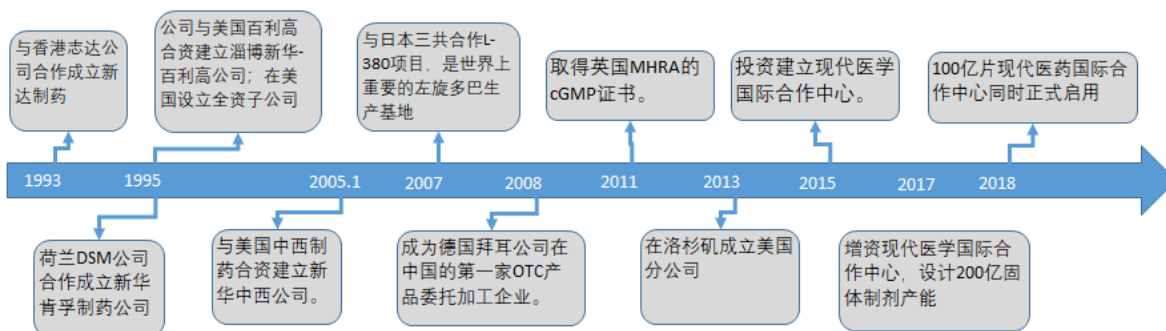 与香港志达公
司合作成立新
达制药
公司与美国百利高
合资建立淄博新华-
百利高公司；在美
国设立全资子公司
与日本三共合作L-
380项目，是世界上
重要的左旋多巴生
产基地
取得英国MHRA的
cGMP证书。
投资建立现代医学
国际合作中心。
100亿片现代医药国际合
作中心同时正式启用
1993
1995
2005.1
2007
2008
2011
2013
2015
2017
2018
荷兰DSM公司
合作成立新华
肯孚制药公司
与美国中西制
药合资建立新
华中西公司。
成为德国拜耳公司在
中国的第一家OTC产
品委托加工企业。
在洛杉矶成立美国
分公司
增资现代医学国际合
作中心，设计200亿固
体制剂产能